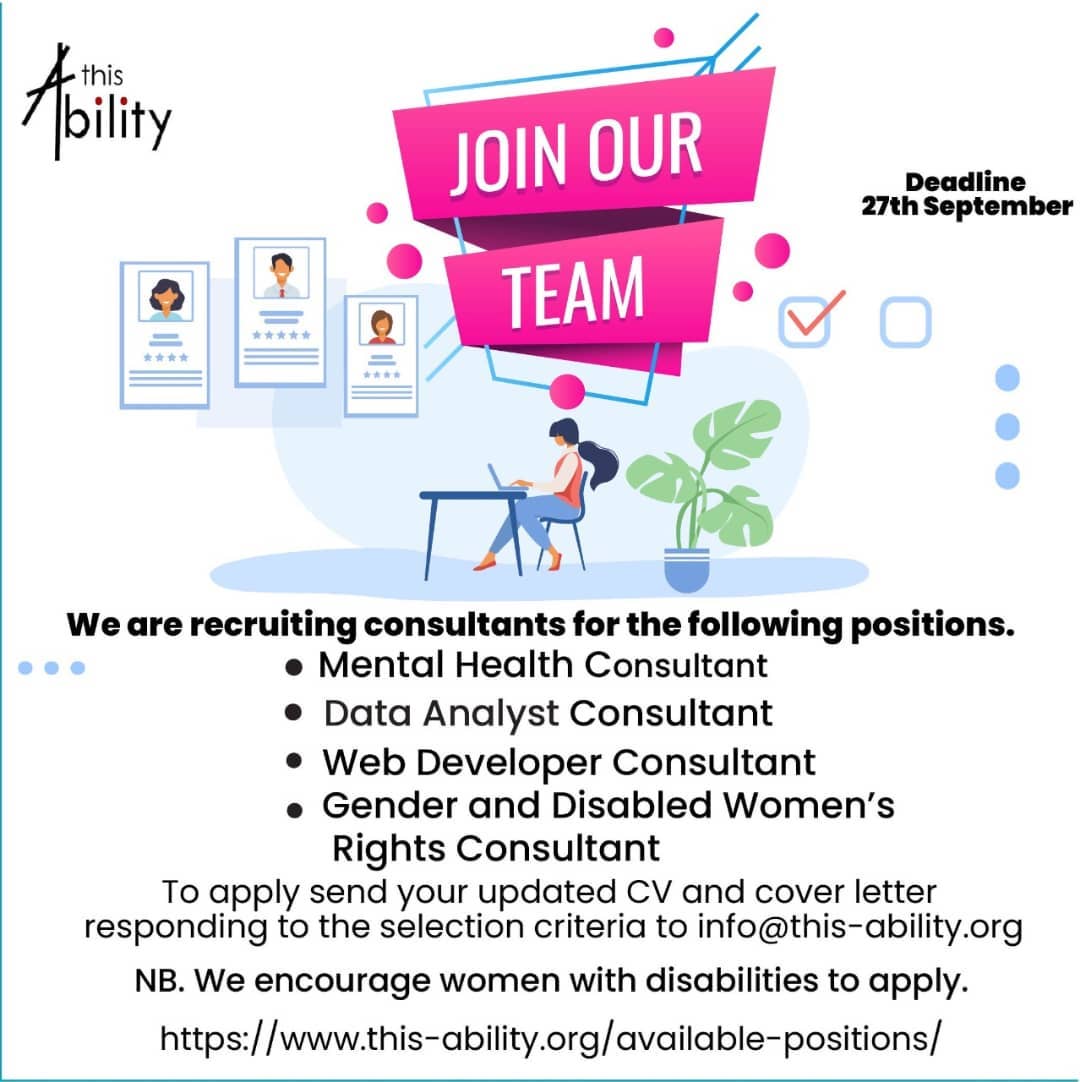 this
Ability
JOIN OUR
TEAM
Deadline
27th September
We are recruiting consultants for the following positions.
• Mental Health Consultant
• Data Analyst Consultant
• Web Developer Consultant
• Gender and Disabled Women’s
Rights Consultant
To apply send your updated CV and cover letter
responding to the selection criteria to info@this-ability.org
NB. We encourage women with disabilities to apply.
https://www.this-ability.org/available-positions/